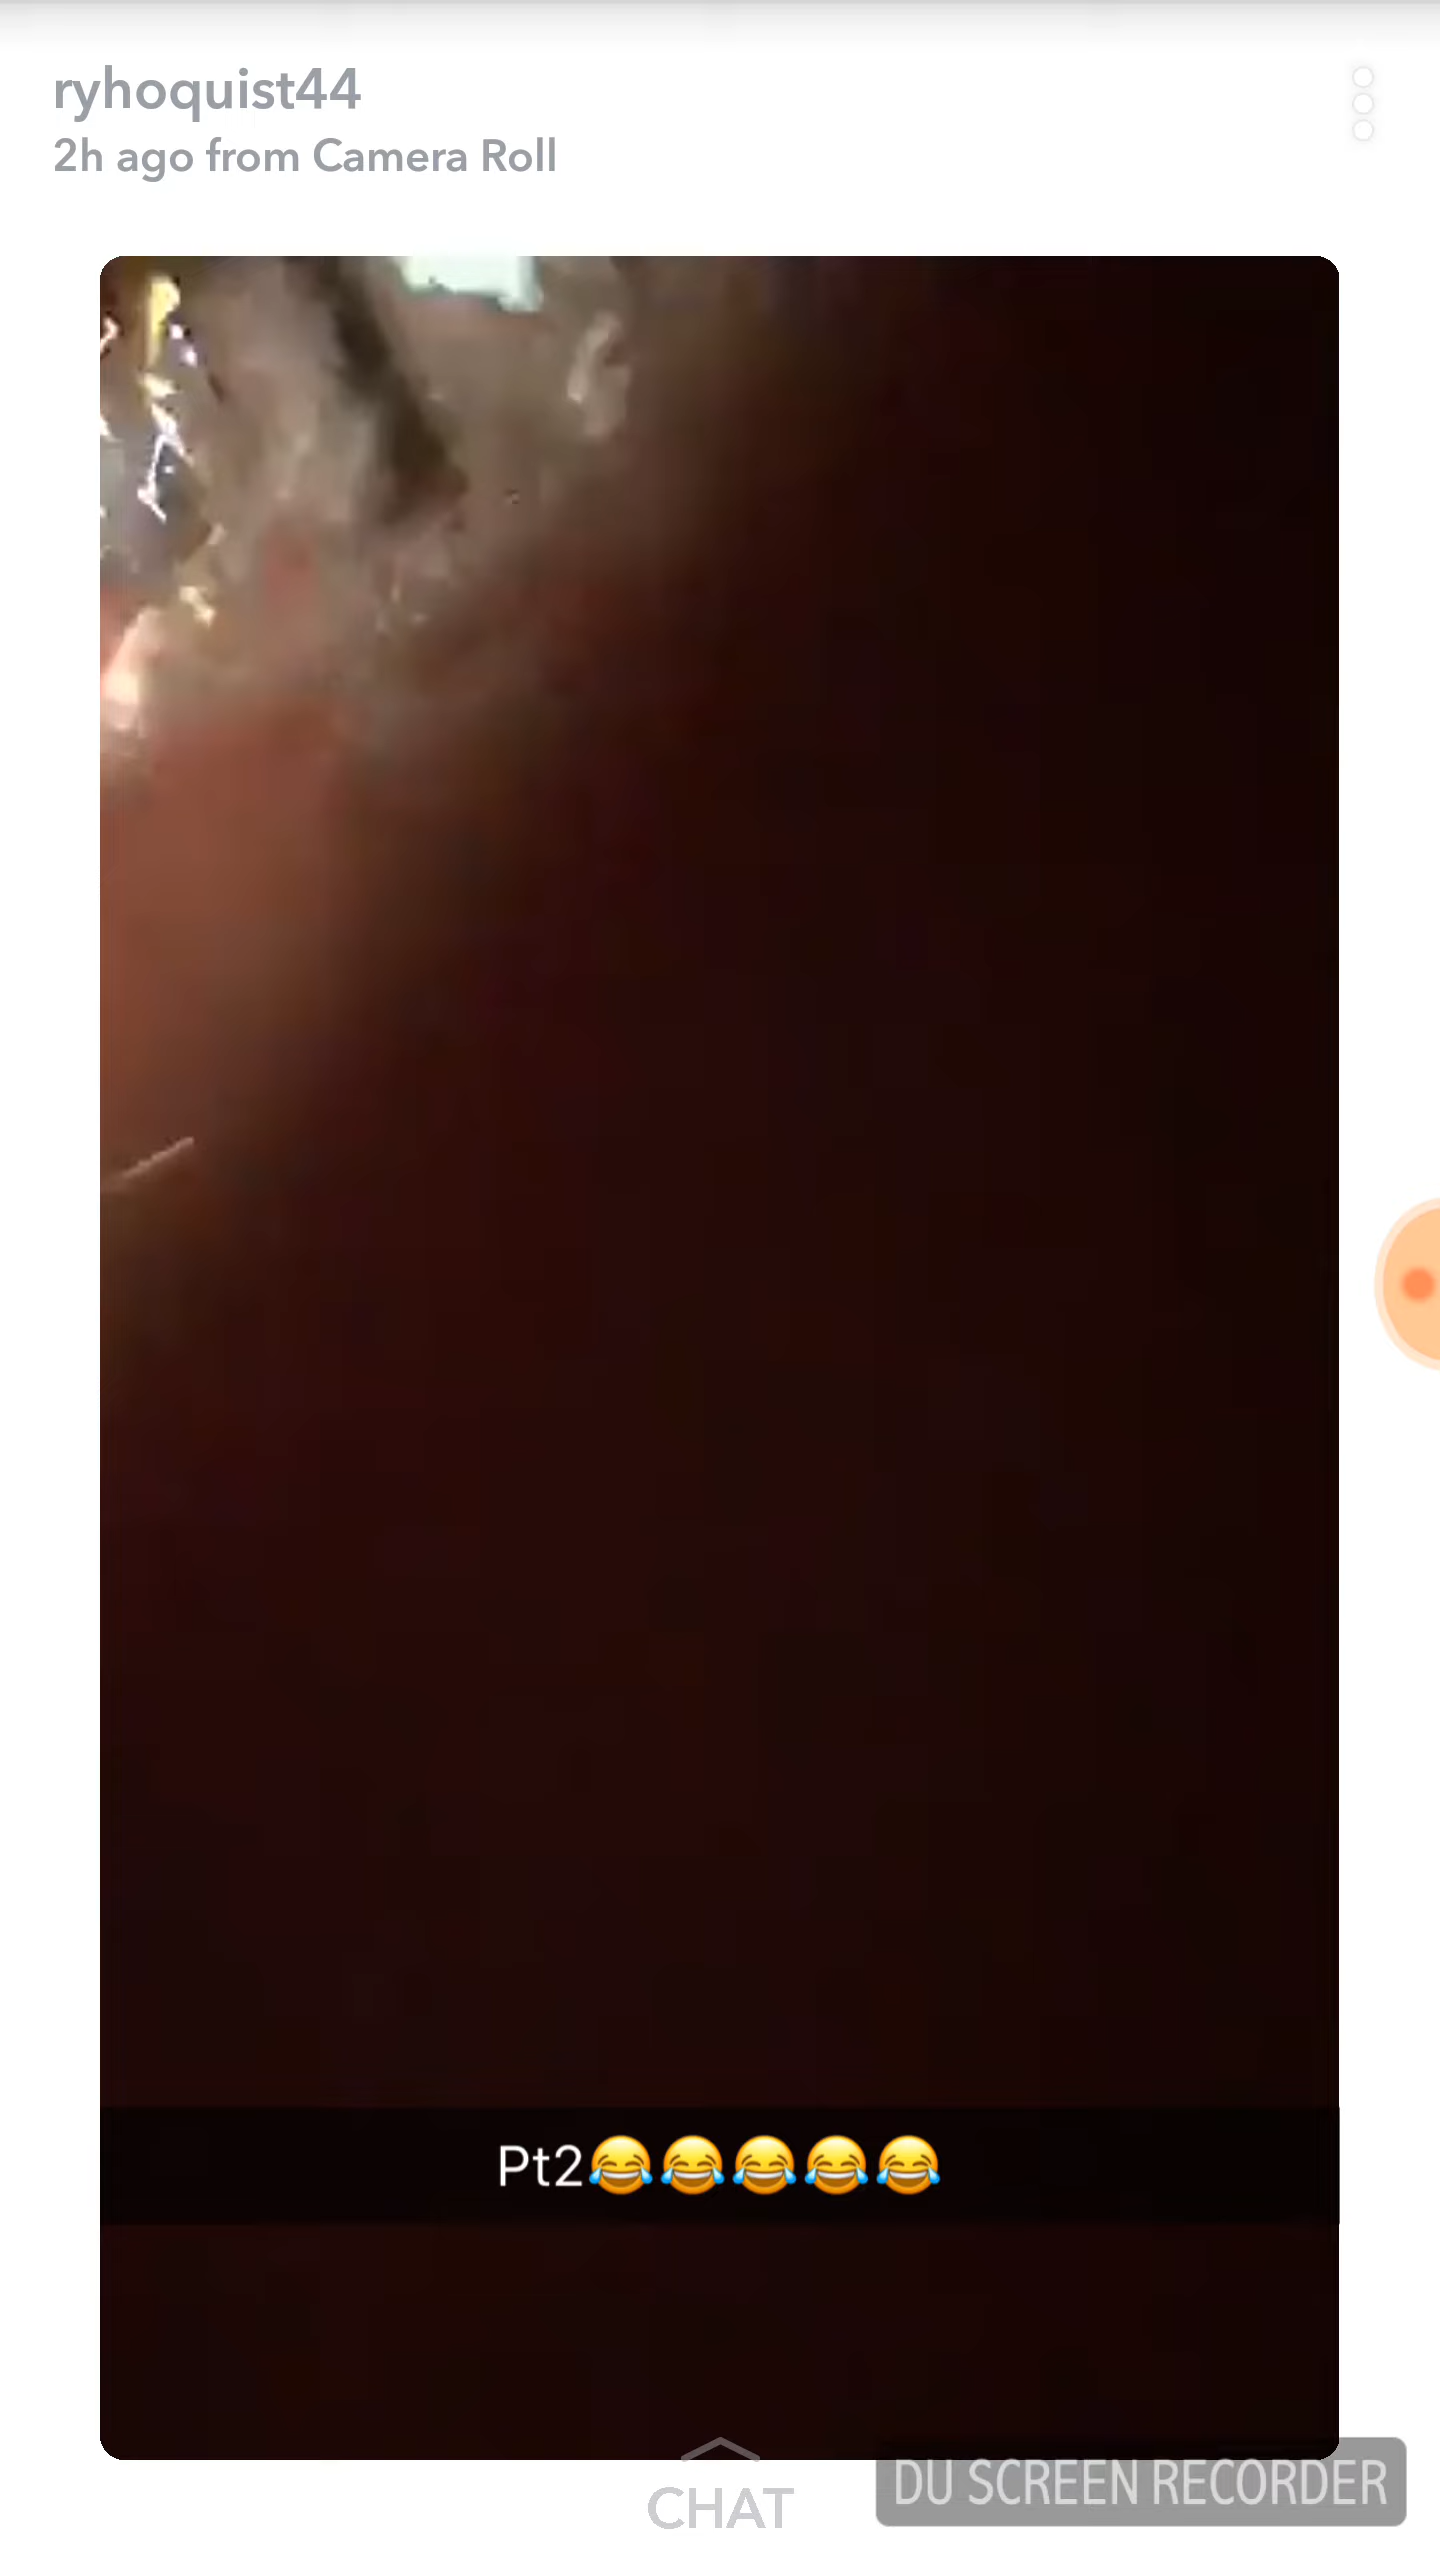 ryhoquist44
2h ago from Camera Roll
Pt2😂😂😂😂😂
CHAT
DU SCREEN RECORDER